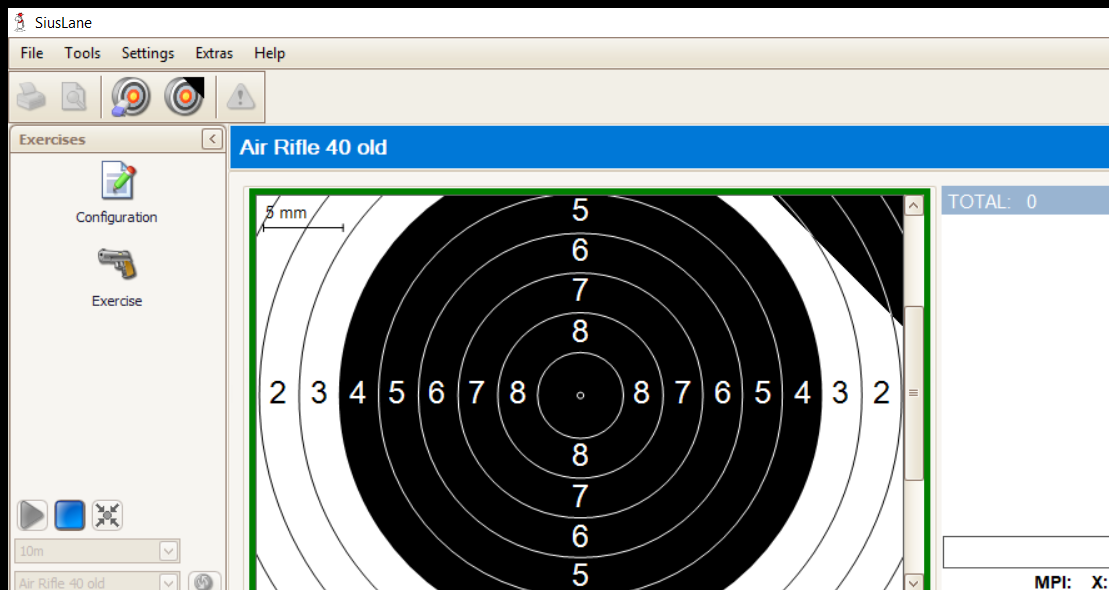 SiusLane
File Tools Settings Extras Help
Exercises
Air Rifle 40 old
Configuration
Exercise
10m
Air Rifle 40 old
5 mm
5
6
7
8
2 3 4 5 6 7 8 8 7 6 5 4 3 2
8
7
6
5
TOTAL: 0
MPI: X: